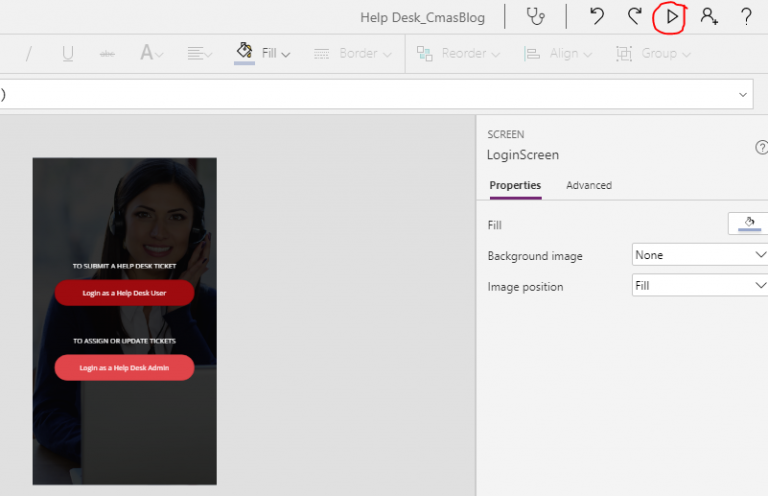 Help Desk_CmasBlog
/ U abc A Fill Border Reorder Align Group
)
SCREEN
LoginScreen
Properties Advanced
Fill
Background image None
Image position Fill
TO SUBMIT A HELP DESK TICKET
Login as a Help Desk User
TO ASSIGN OR UPDATE TICKETS
Login as a Help Desk Admin